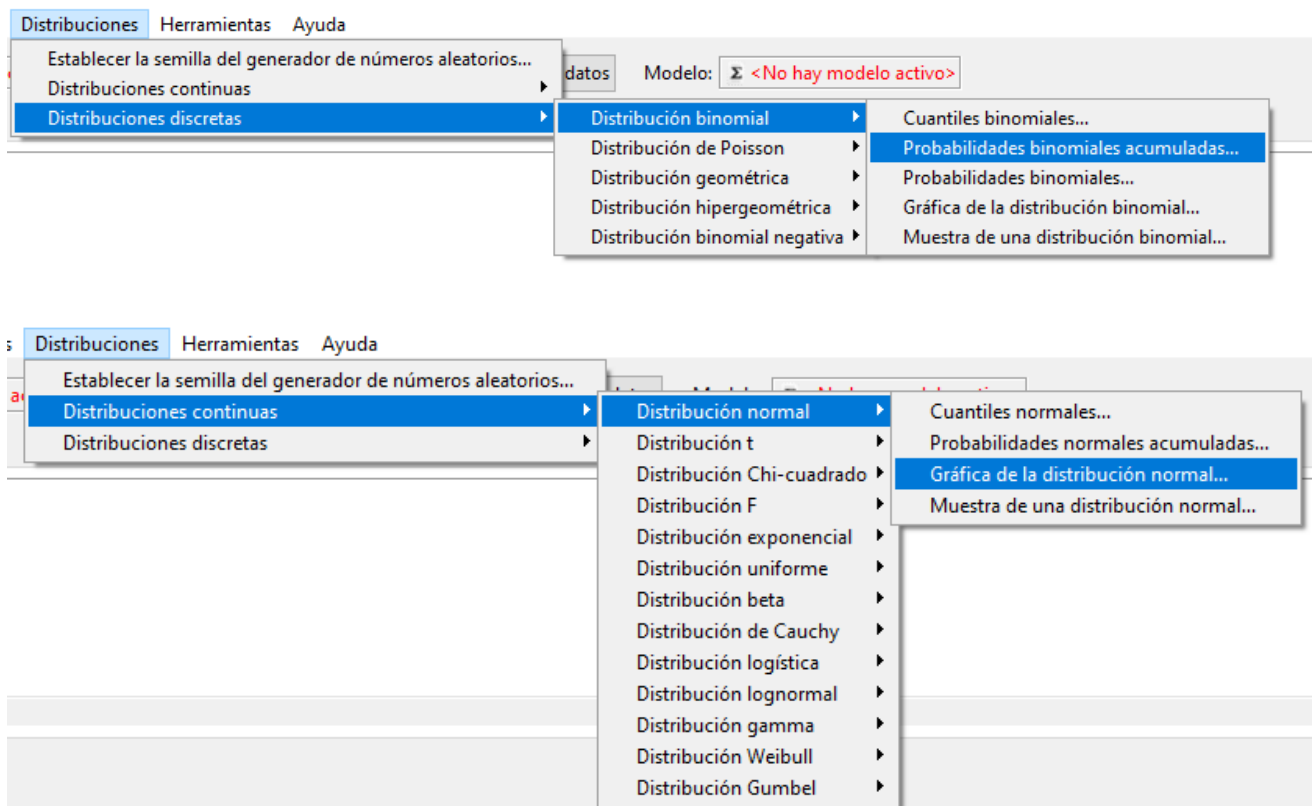 Distribuciones Herramientas Ayuda
Establecer la semilla del generador de números aleatorios...
datos Modelo: Σ <No hay modelo activo>
Distribuciones continuas
Distribuciones discretas
Distribución binomial
Cuantiles binomiales...
Distribución de Poisson
Probabilidades binomiales acumuladas...
Distribución geométrica
Probabilidades binomiales...
Distribución hipergeométrica
Gráfica de la distribución binomial...
Distribución binomial negativa
Muestra de una distribución binomial...
s Distribuciones Herramientas Ayuda
Establecer la semilla del generador de números aleatorios...
Distribuciones continuas
Distribuciones discretas
Distribución normal
Cuantiles normales...
Distribución t
Probabilidades normales acumuladas...
Distribución Chi-cuadrado
Gráfica de la distribución normal...
Distribución F
Muestra de una distribución normal...
Distribución exponencial
Distribución uniforme
Distribución beta
Distribución de Cauchy
Distribución logística
Distribución lognormal
Distribución gamma
Distribución Weibull
Distribución Gumbel